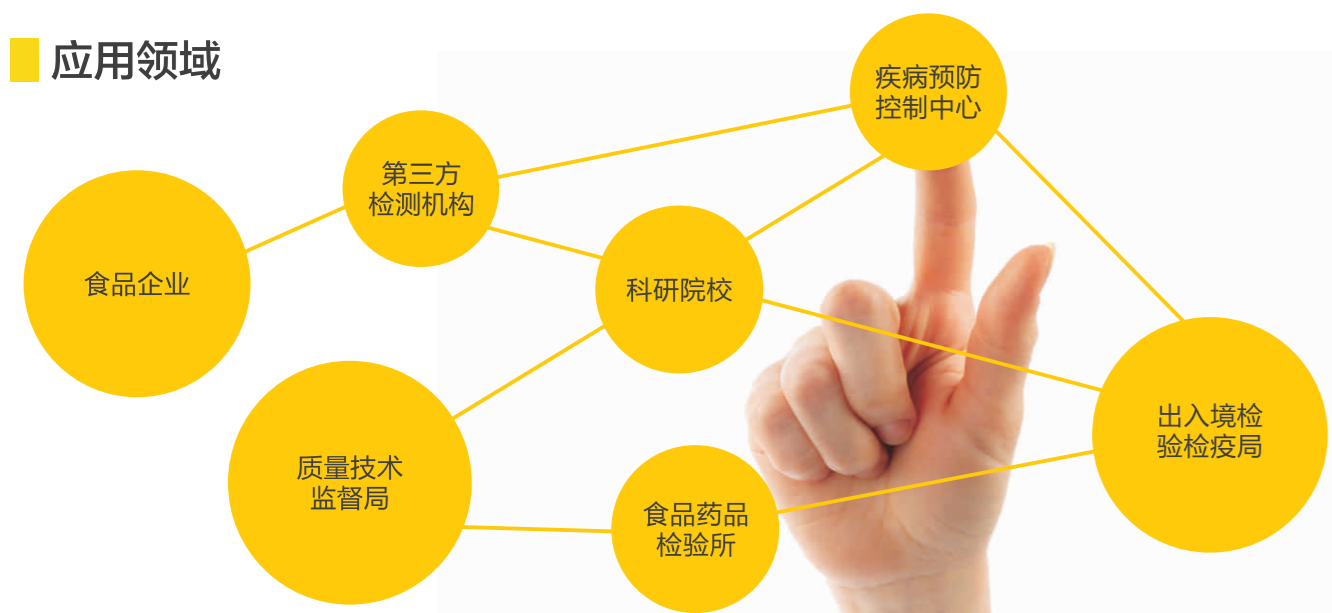 应用领域
疾病预防
控制中心
第三方
检测机构
食品企业
科研院校
出入境检
验检疫局
质量技术
监督局
食品药品
检验所